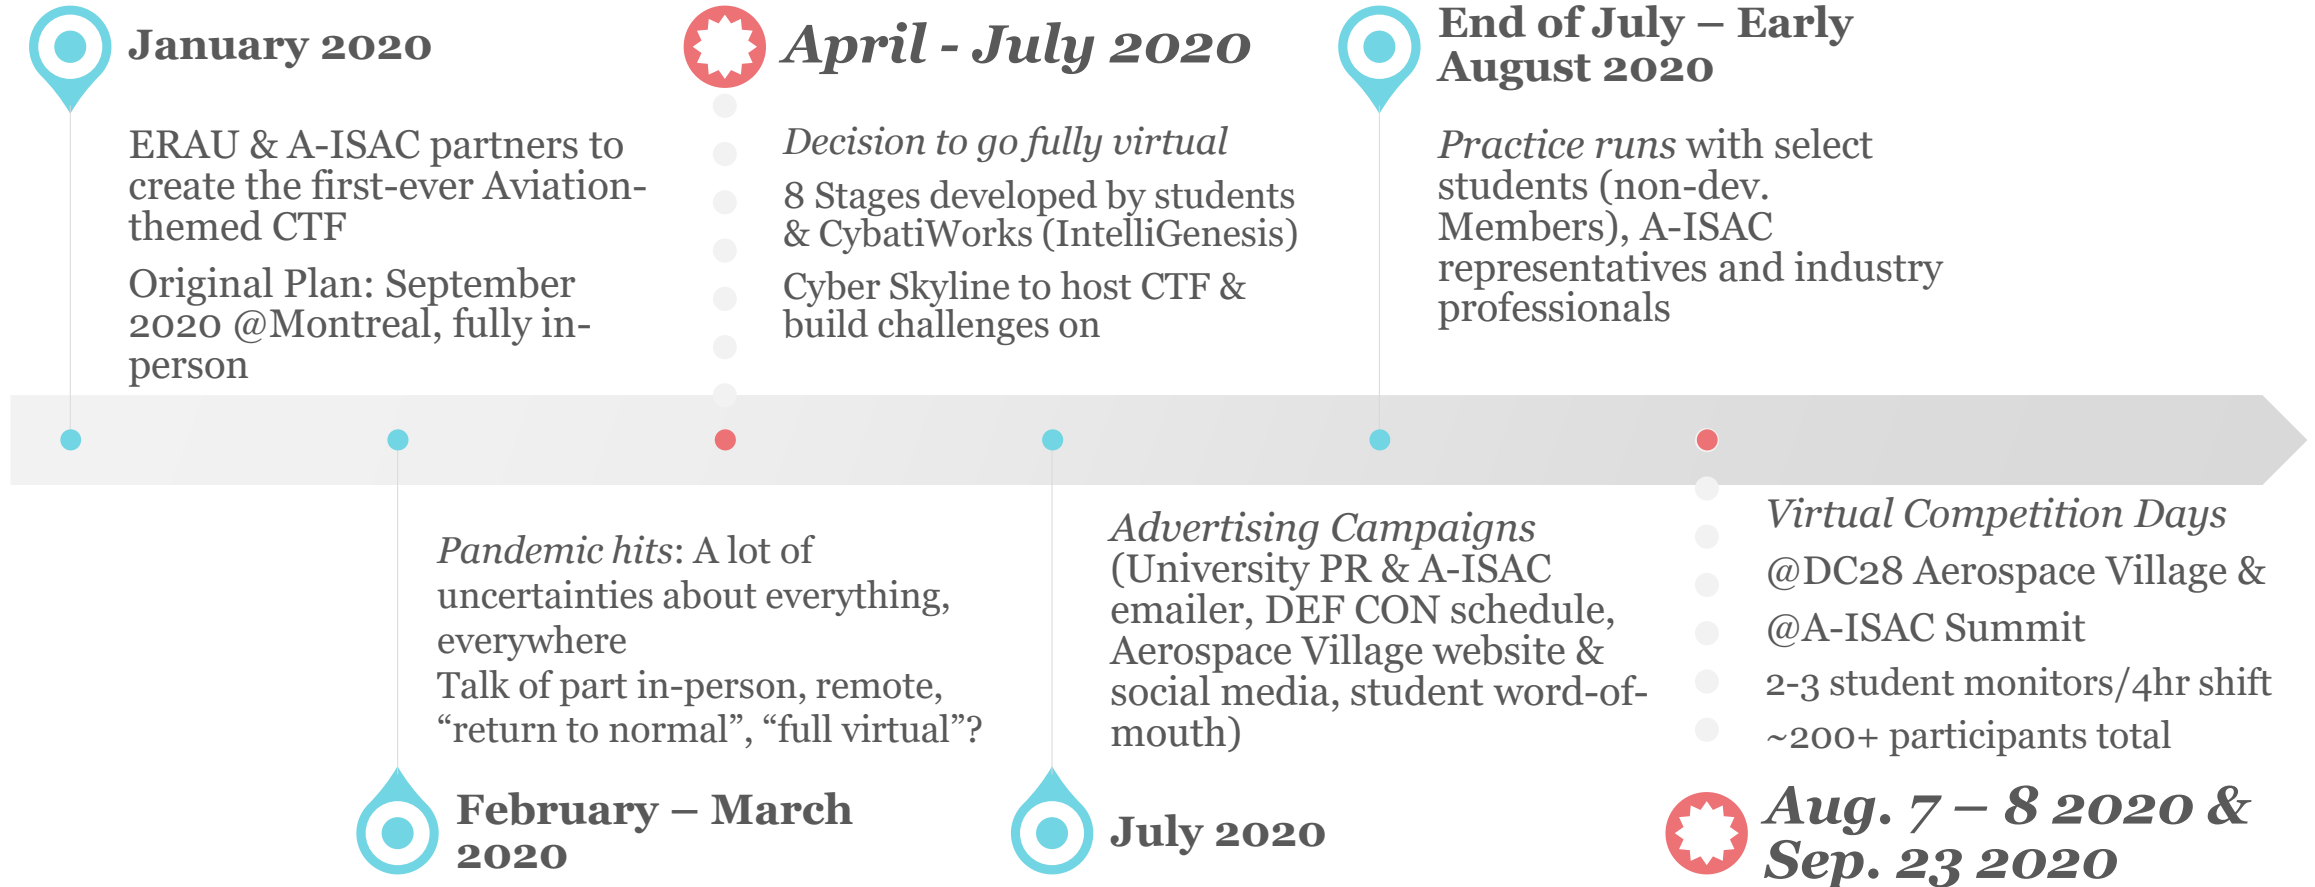 January 2020
ERAU & A-ISAC partners to
create the first-ever Aviation-
themed CTF
Original Plan: September
2020 @Montreal, fully in-
person
Pandemic hits: A lot of
uncertainties about everything,
everywhere
Talk of part in-person, remote,
“return to normal”, “full virtual”?
February – March
2020
April - July 2020
Decision to go fully virtual
8 Stages developed by students
& CybatiWorks (IntelliGenesis)
Cyber Skyline to host CTF &
build challenges on
Advertising Campaigns
(University PR & A-ISAC
emailer, DEF CON schedule,
Aerospace Village website &
social media, student word-of-
mouth)
July 2020
End of July – Early
August 2020
Practice runs with select
students (non-dev.
Members), A-ISAC
representatives and industry
professionals
Virtual Competition Days
@DC28 Aerospace Village &
@A-ISAC Summit
2-3 student monitors/4hr shift
~200+ participants total
Aug. 7 – 8 2020 &
Sep. 23 2020